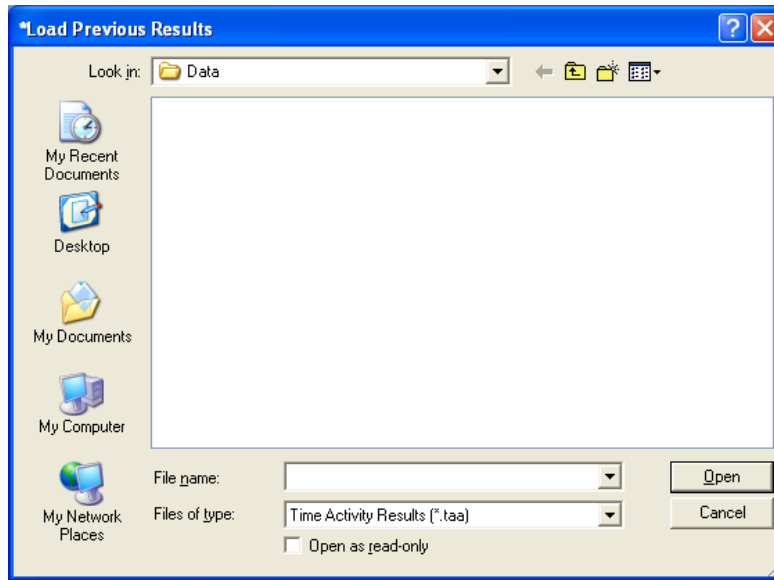 *Load Previous Results
Look in:
Data
My Recent
Documents
Desktop
My Documents
My Computer
My Network
Places
File name:
Open
Files of type:
Time Activity Results (*.taa)
Cancel
Open as read-only